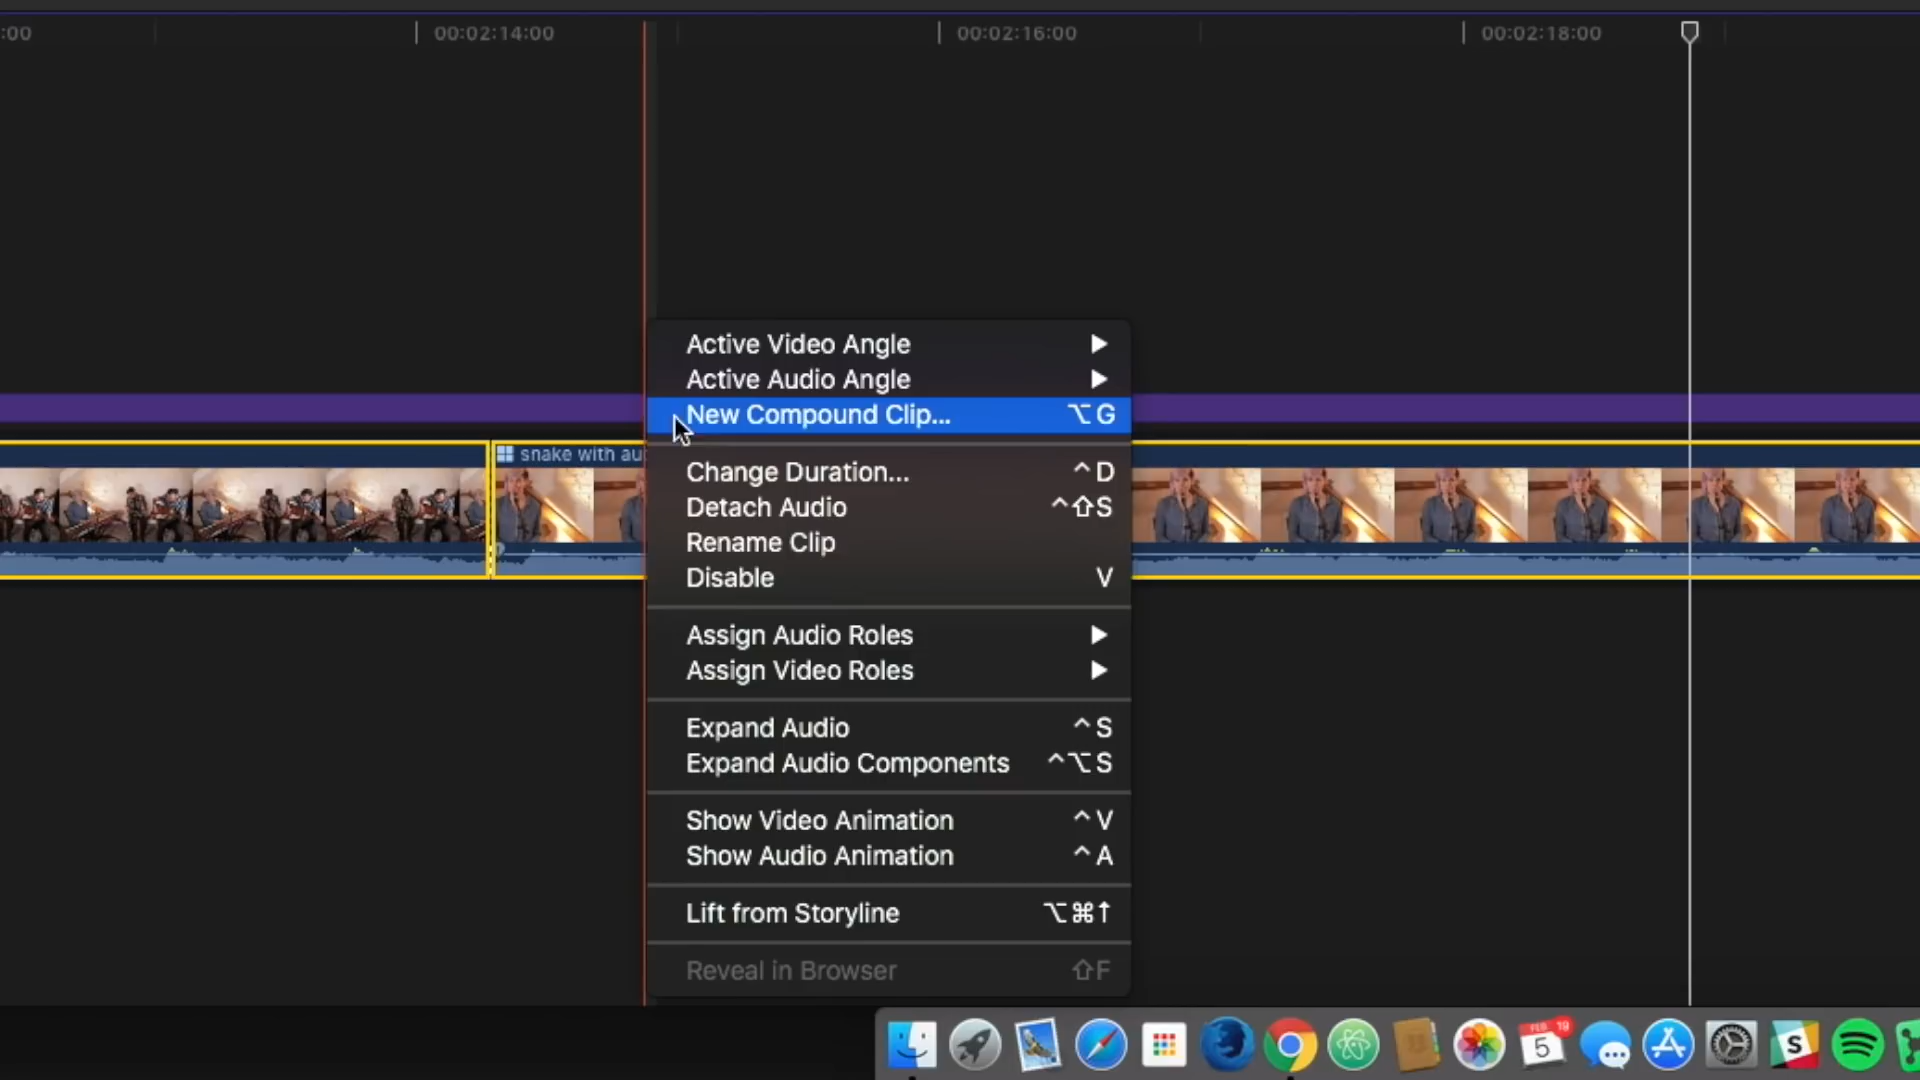 :00
00:02:14:00
00:02:16:00
00:02:18:00
Active Video Angle ▶
Active Audio Angle ▶
New Compound Clip... ⌥G
snake with au
Change Duration... ^D
Detach Audio ^⇧S
Rename Clip
Disable V
Assign Audio Roles ▶
Assign Video Roles ▶
Expand Audio ^S
Expand Audio Components ^⌥S
Show Video Animation ^V
Show Audio Animation ^A
Lift from Storyline ⌥⌘↑
Reveal in Browser ⇧F
FEB 19
5
S